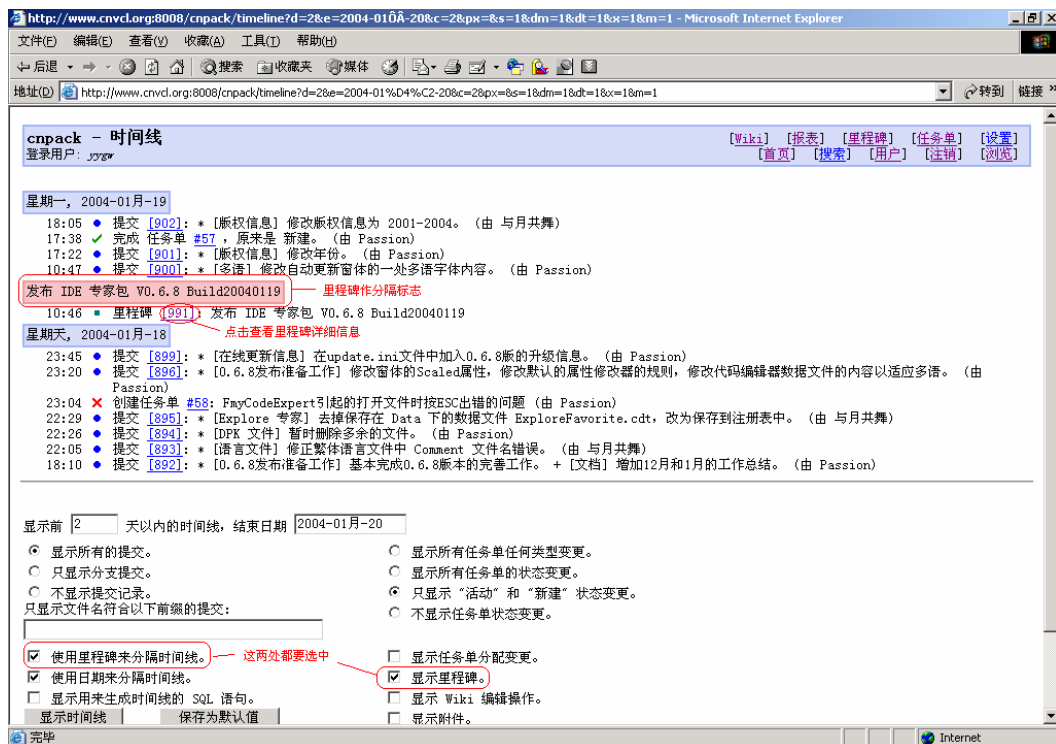 http://www.cnvcl.org:8008/cnpack/timeline?d=2&e=2004-01ÔÂ-20&c=2&px=&s=1&dm=1&dt=1&x=1&m=1 - Microsoft Internet Explorer
文件(F) 编辑(E) 查看(V) 收藏(A) 工具(T) 帮助(H)
后退 搜索 收藏夹 媒体
地址(D) http://www.cnvcl.org:8008/cnpack/timeline?d=2&e=2004-01%D4%C2-20&c=2&px=&s=1&dm=1&dt=1&x=1&m=1 转到 链接 »
cnpack - 时间线 [Wiki] [报表] [里程碑] [任务单] [设置]
登录用户: yygw [首页] [搜索] [用户] [注销] [浏览]
星期一, 2004-01月-19
18:05 提交 [902]: * [版权信息] 修改版权信息为 2001-2004。 (由 与月共舞)
17:38 完成 任务单 #57 , 原来是 新建。 (由 Passion)
17:22 提交 [901]: * [版权信息] 修改年份。 (由 Passion)
10:47 提交 [900]: * [多语] 修改自动更新窗体的一处多语字体内容。 (由 Passion)
发布 IDE 专家包 V0.6.8 Build20040119 里程碑作分隔标志
10:46 里程碑 [991]: 发布 IDE 专家包 V0.6.8 Build20040119
点击查看里程碑详细信息
星期天, 2004-01月-18
23:45 提交 [899]: * [在线更新信息] 在update.ini文件中加入0.6.8版的升级信息。 (由 Passion)
23:20 提交 [896]: * [0.6.8发布准备工作] 修改窗体的Scaled属性, 修改默认的属性修改器的规则, 修改代码编辑器数据文件的内容以适应多语。 (由
Passion)
23:04 创建任务单 #58: FmyCodeExpert引起的打开文件时按ESC出错的问题 (由 Passion)
22:29 提交 [895]: * [Explore 专家] 去掉保存在 Data 下的数据文件 ExploreFavorite.cdt, 改为保存到注册表中。 (由 与月共舞)
22:26 提交 [894]: * [DPK 文件] 暂时删除多余的文件。 (由 Passion)
22:05 提交 [893]: * [语言文件] 修正繁体语言文件中 Comment 文件名错误。 (由 与月共舞)
18:10 提交 [892]: * [0.6.8发布准备工作] 基本完成0.6.8版本的完善工作。 + [文档] 增加12月和1月的工作总结。 (由 Passion)
显示前 2 天以内的时间线, 结束日期 2004-01月-20
显示所有的提交。 显示所有任务单任何类型变更。
只显示分支提交。 显示所有任务单的状态变更。
不显示提交记录。 只显示 "活动" 和 "新建" 状态变更。
只显示文件名符合以下前缀的提交: 不显示任务单状态变更。
使用里程碑来分隔时间线。 这两处都要选中 显示任务单分配变更。
使用日期来分隔时间线。 显示里程碑。
显示用来生成时间线的 SQL 语句。 显示 Wiki 编辑操作。
显示时间线 保存为默认值 显示附件。
完毕 Internet